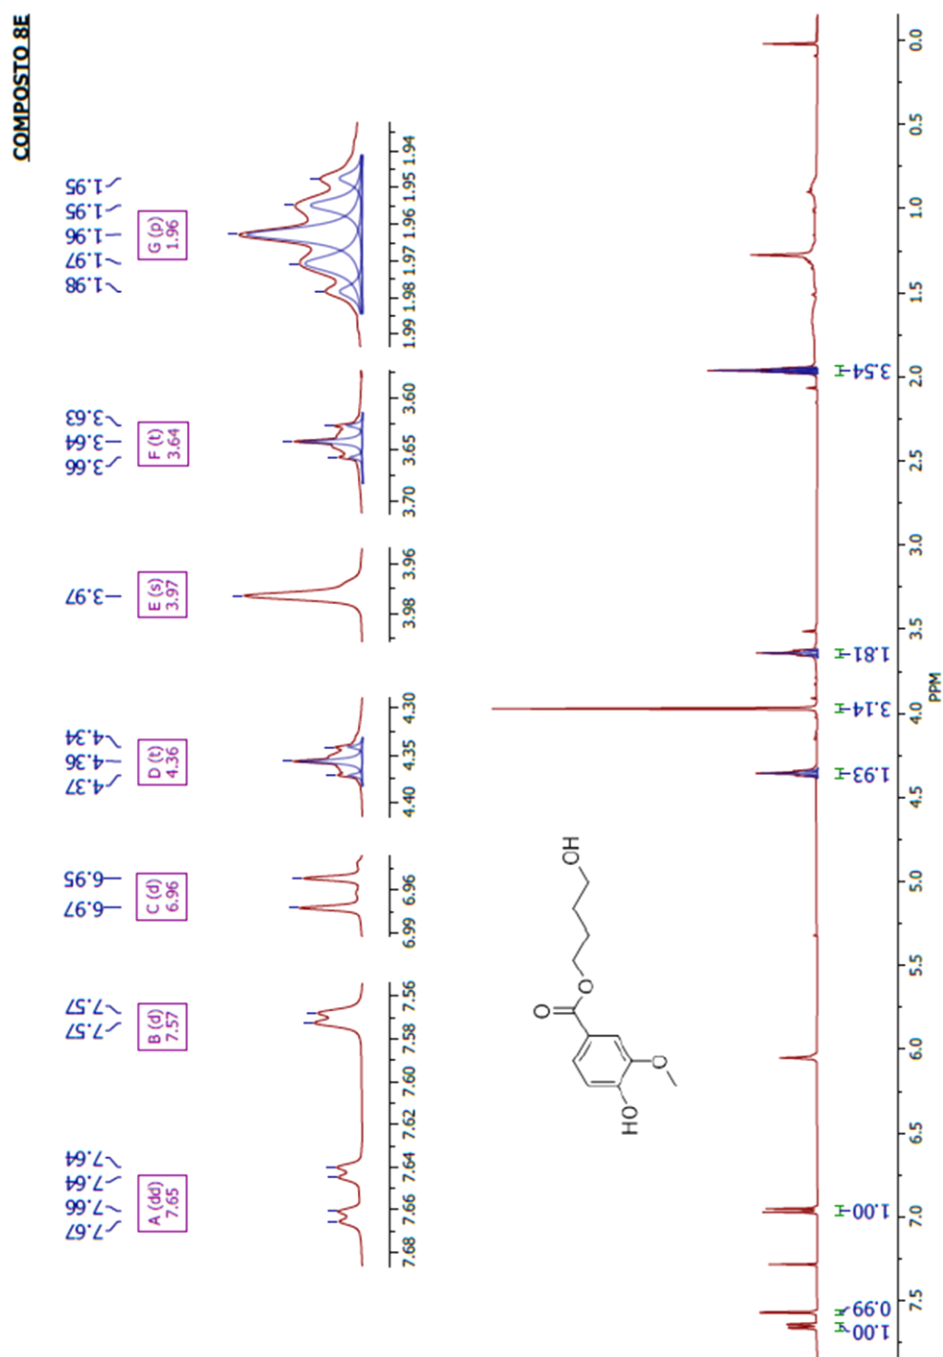 COMPOSTO 8E
7.67
7.66
7.64
7.64
7.57
7.57
6.97
6.95
4.37
4.36
4.34
3.97
3.66
3.64
3.63
1.98
1.97
1.96
1.95
1.95
A (dd)
7.65
B (d)
7.57
C (d)
6.96
D (t)
4.36
E (s)
3.97
F (t)
3.64
G (p)
1.96
7.68 7.66 7.64 7.62 7.60 7.58 7.56
6.99 6.96
4.40 4.35 4.30
3.98 3.96
3.70 3.65 3.60
1.99 1.98 1.97 1.96 1.95 1.94
O
O
OH
HO
O
1.00
0.99
1.00
1.93
3.14
1.81
3.54
7.5 7.0 6.5 6.0 5.5 5.0 4.5 4.0 3.5 3.0 2.5 2.0 1.5 1.0 0.5 0.0
PPM